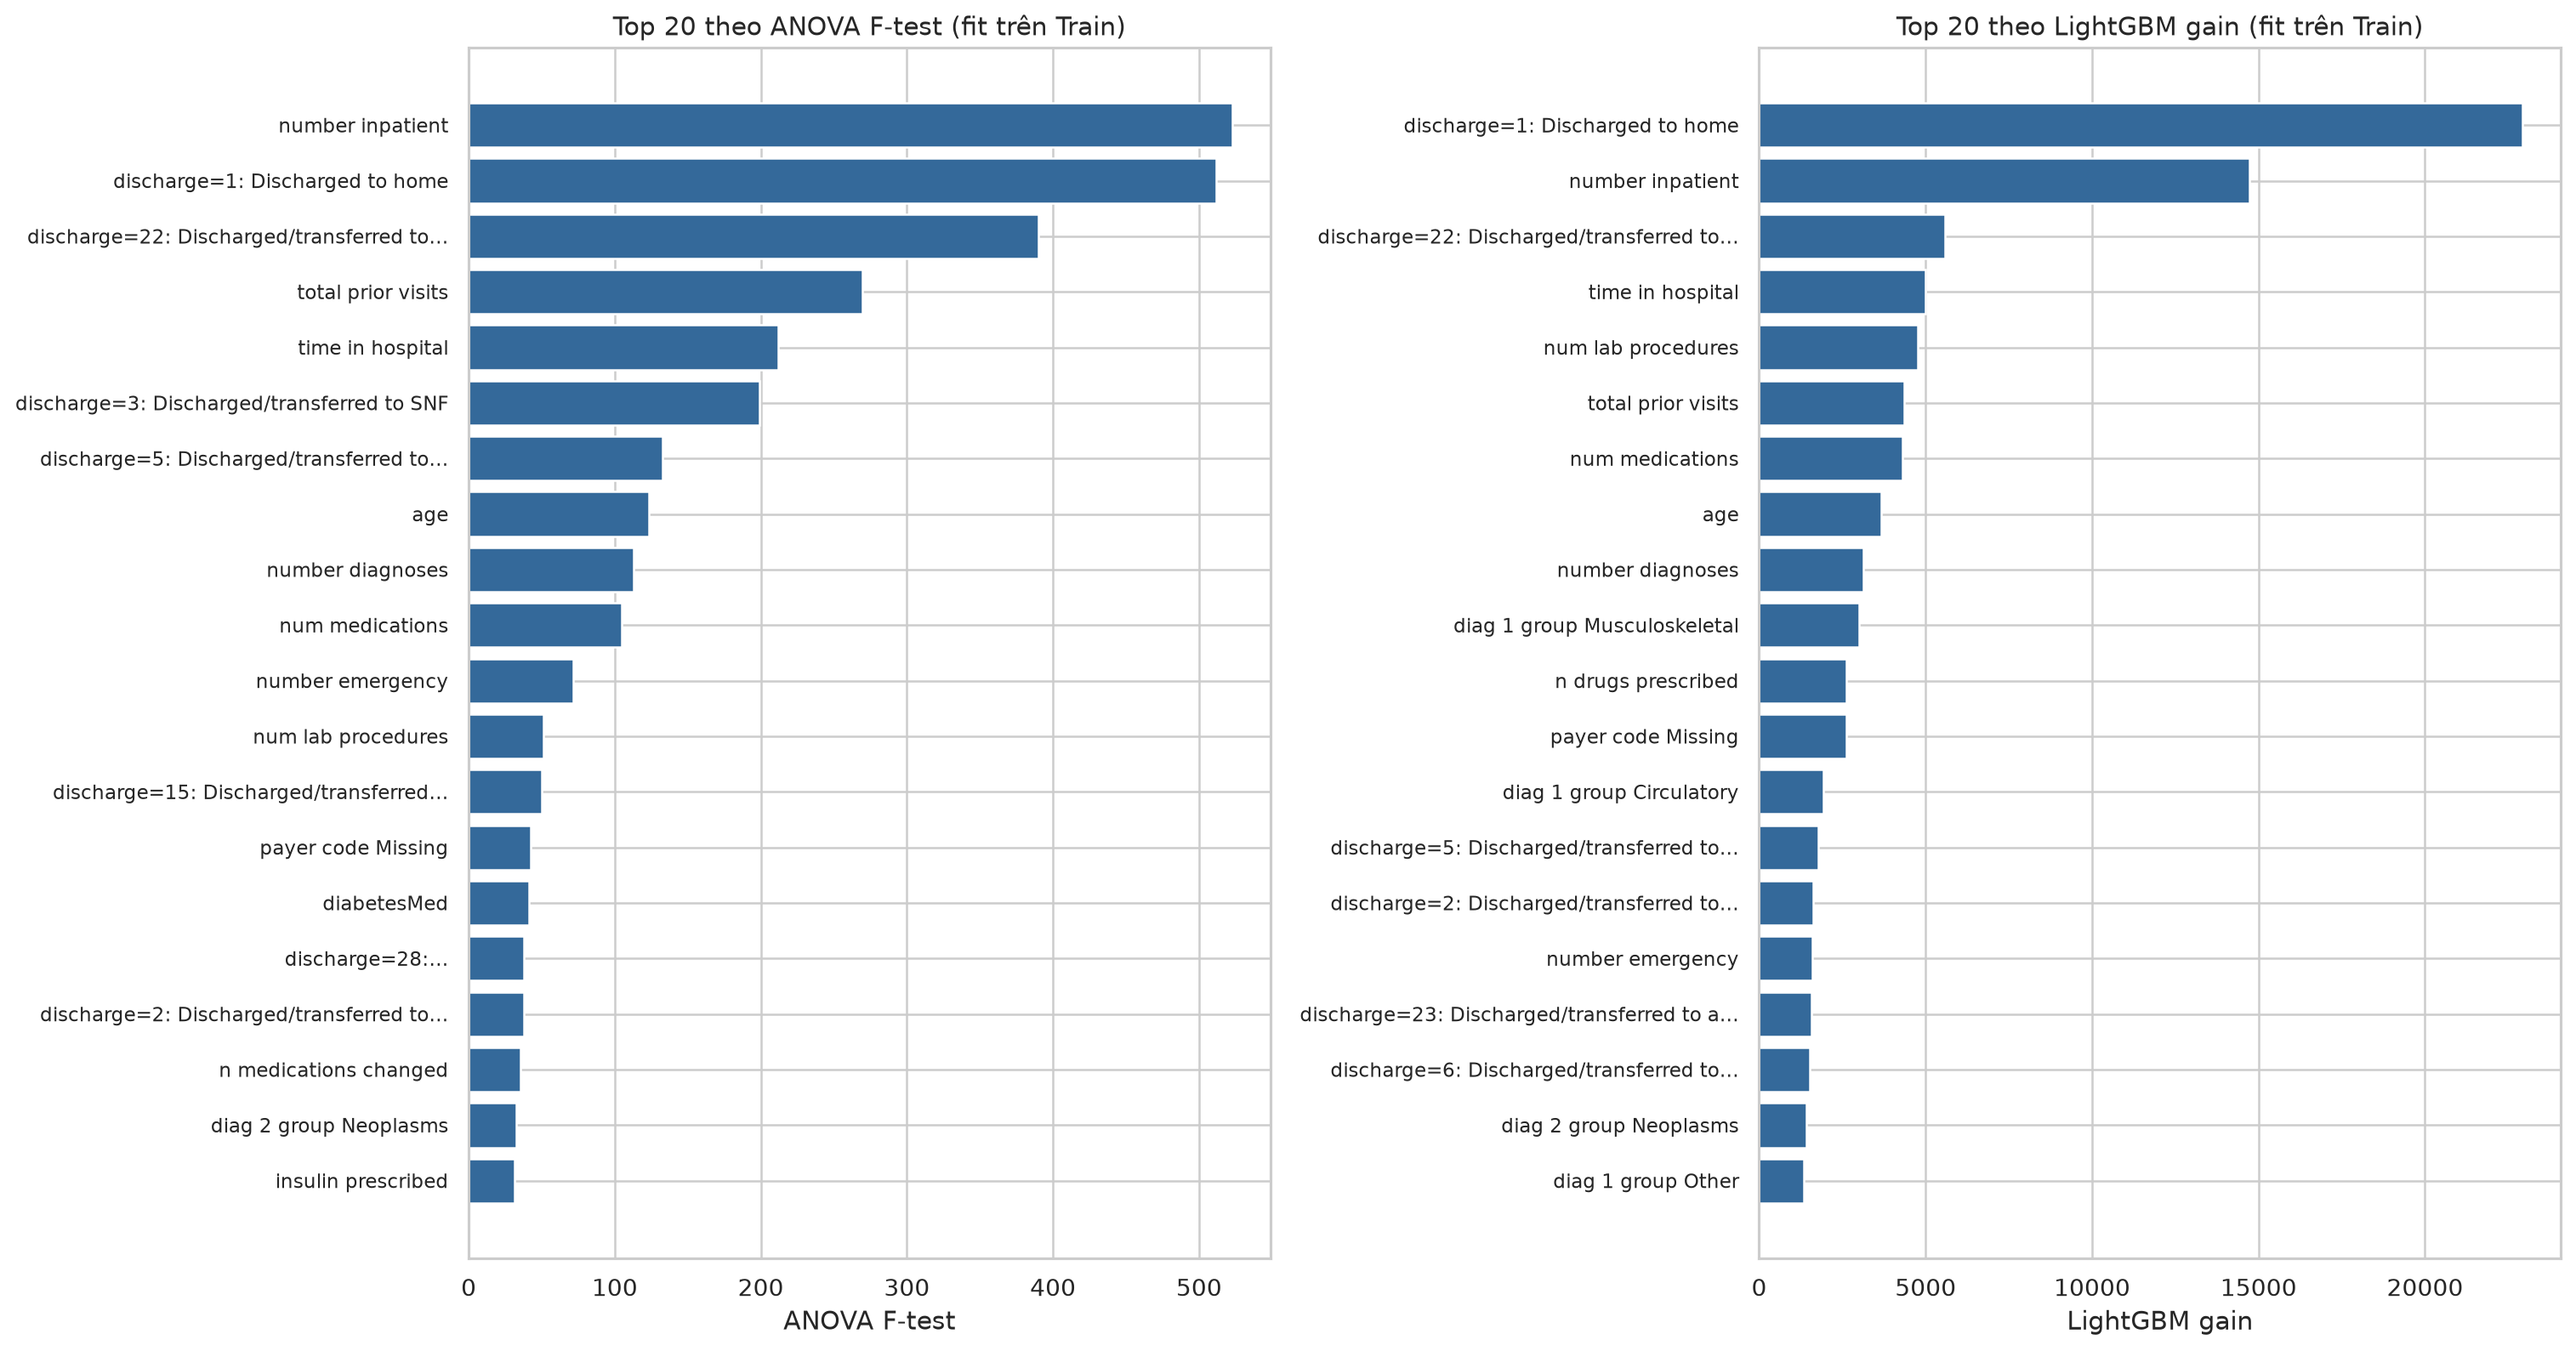 Top 20 theo ANOVA F-test (fit trên Train)
number inpatient
discharge=1: Discharged to home
discharge=22: Discharged/transferred to...
total prior visits
time in hospital
discharge=3: Discharged/transferred to SNF
discharge=5: Discharged/transferred to...
age
number diagnoses
num medications
number emergency
num lab procedures
discharge=15: Discharged/transferred...
payer code Missing
diabetesMed
discharge=28:...
discharge=2: Discharged/transferred to...
n medications changed
diag 2 group Neoplasms
insulin prescribed
0 100 200 300 400 500
ANOVA F-test
Top 20 theo LightGBM gain (fit trên Train)
discharge=1: Discharged to home
number inpatient
discharge=22: Discharged/transferred to...
time in hospital
num lab procedures
total prior visits
num medications
age
number diagnoses
diag 1 group Musculoskeletal
n drugs prescribed
payer code Missing
diag 1 group Circulatory
discharge=5: Discharged/transferred to...
discharge=2: Discharged/transferred to...
number emergency
discharge=23: Discharged/transferred to a...
discharge=6: Discharged/transferred to...
diag 2 group Neoplasms
diag 1 group Other
0 5000 10000 15000 20000
LightGBM gain